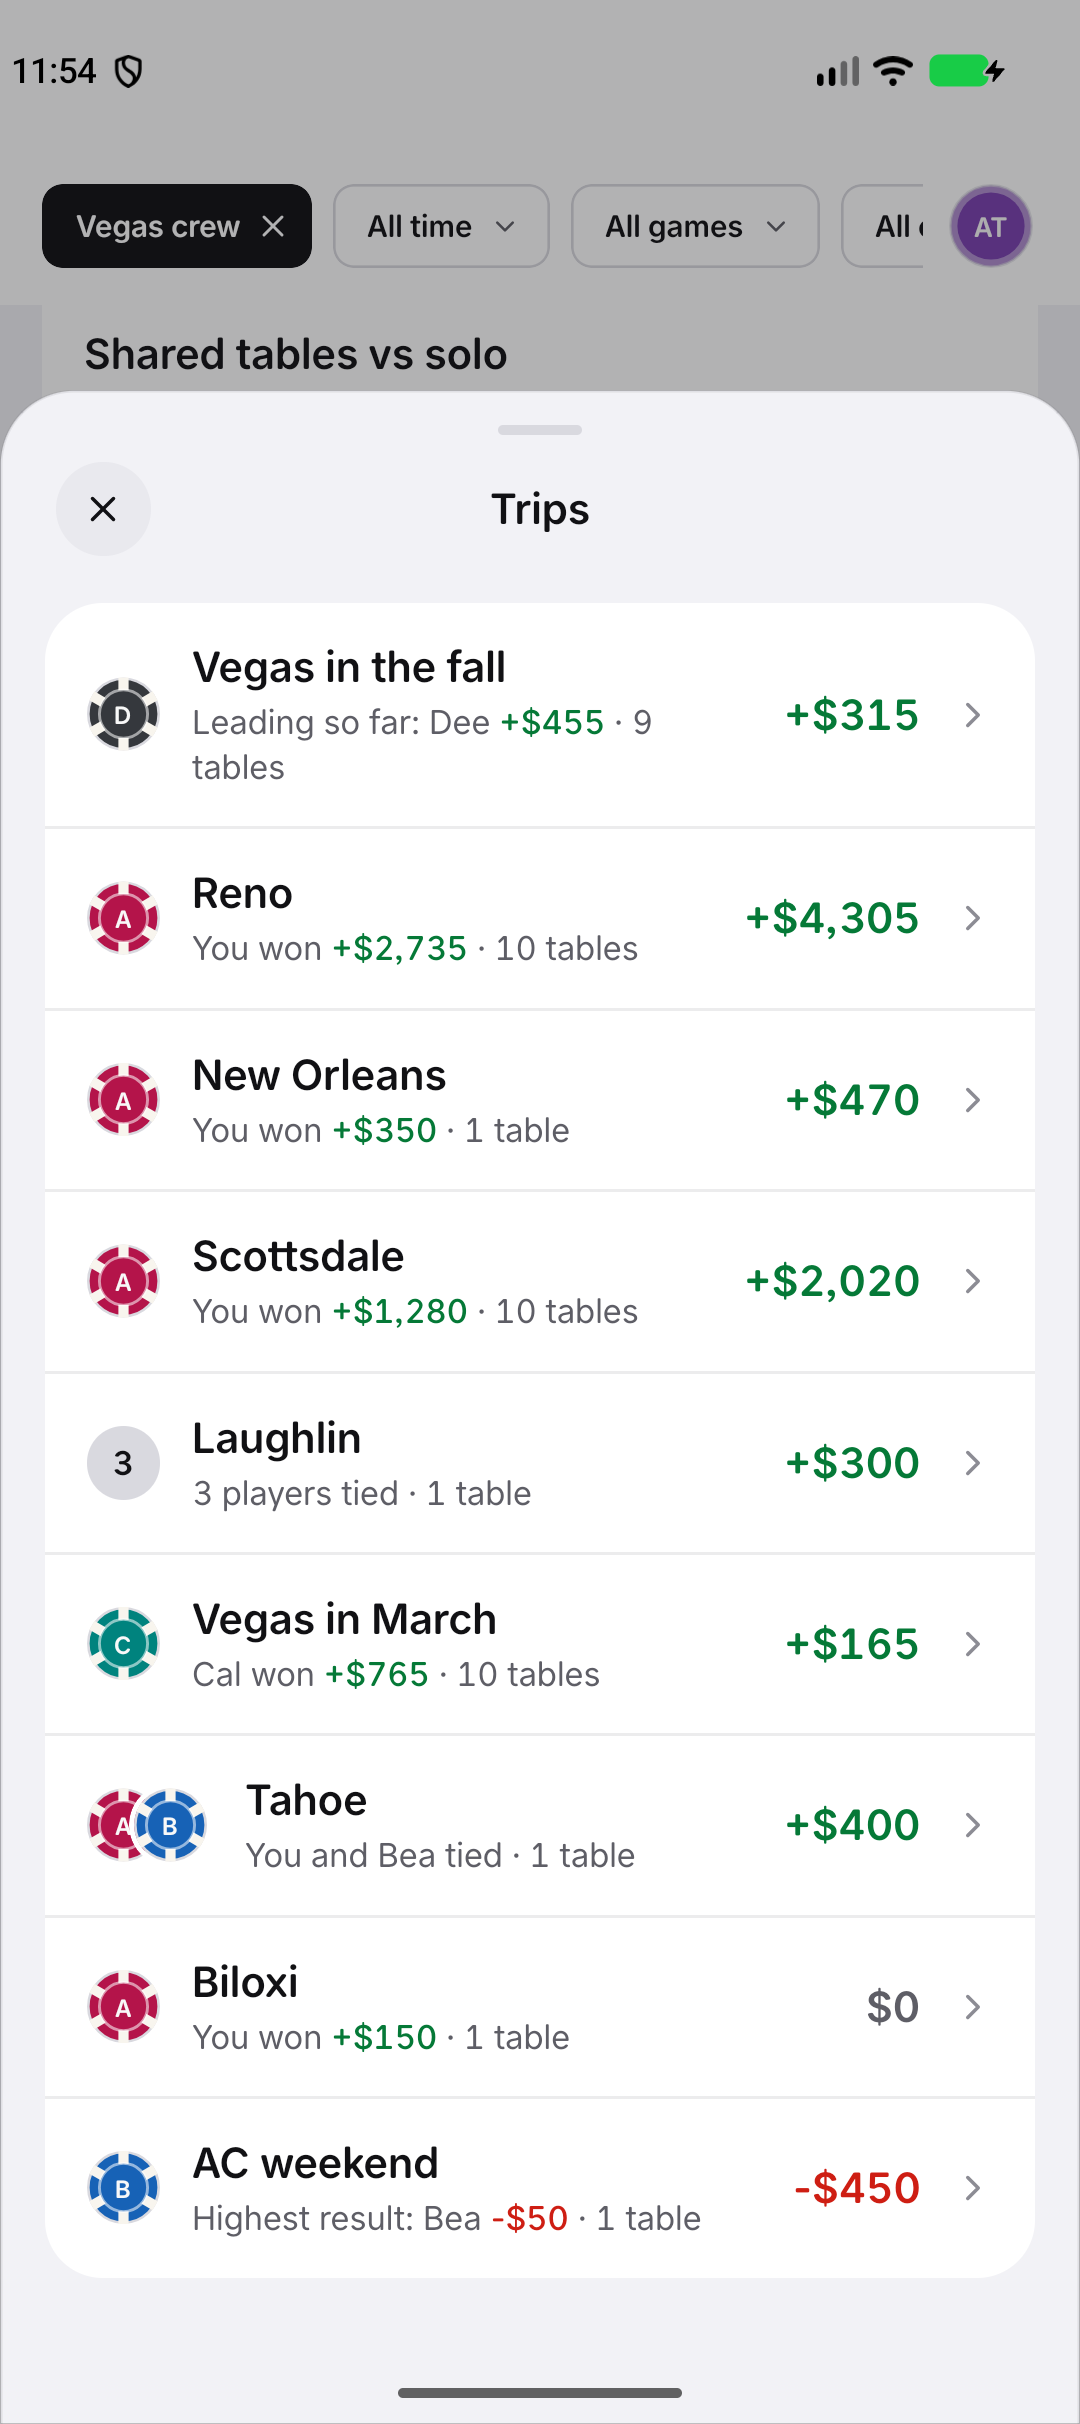 11:54
Vegas crew
All time
All games
All
AT
Shared tables vs solo
Trips
D
Vegas in the fall
Leading so far: Dee +$455 · 9
tables
+$315
A
Reno
You won +$2,735 · 10 tables
+$4,305
A
New Orleans
You won +$350 · 1 table
+$470
A
Scottsdale
You won +$1,280 · 10 tables
+$2,020
3
Laughlin
3 players tied · 1 table
+$300
C
Vegas in March
Cal won +$765 · 10 tables
+$165
A B
Tahoe
You and Bea tied · 1 table
+$400
A
Biloxi
You won +$150 · 1 table
$0
B
AC weekend
Highest result: Bea -$50 · 1 table
-$450